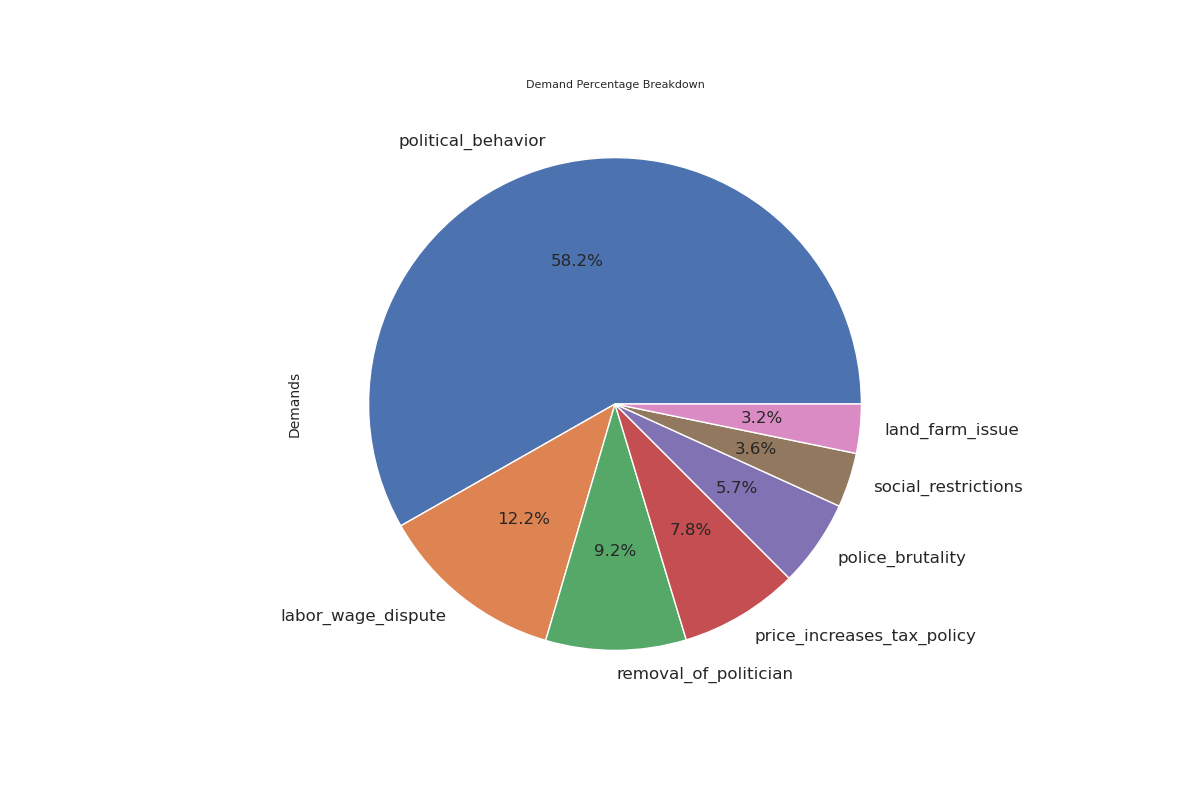 Demand Percentage Breakdown
political_behavior
58.2%
Demands
3.2%
land_farm_issue
3.6%
social_restrictions
5.7%
police_brutality
7.8%
price_increases_tax_policy
9.2%
removal_of_politician
12.2%
labor_wage_dispute